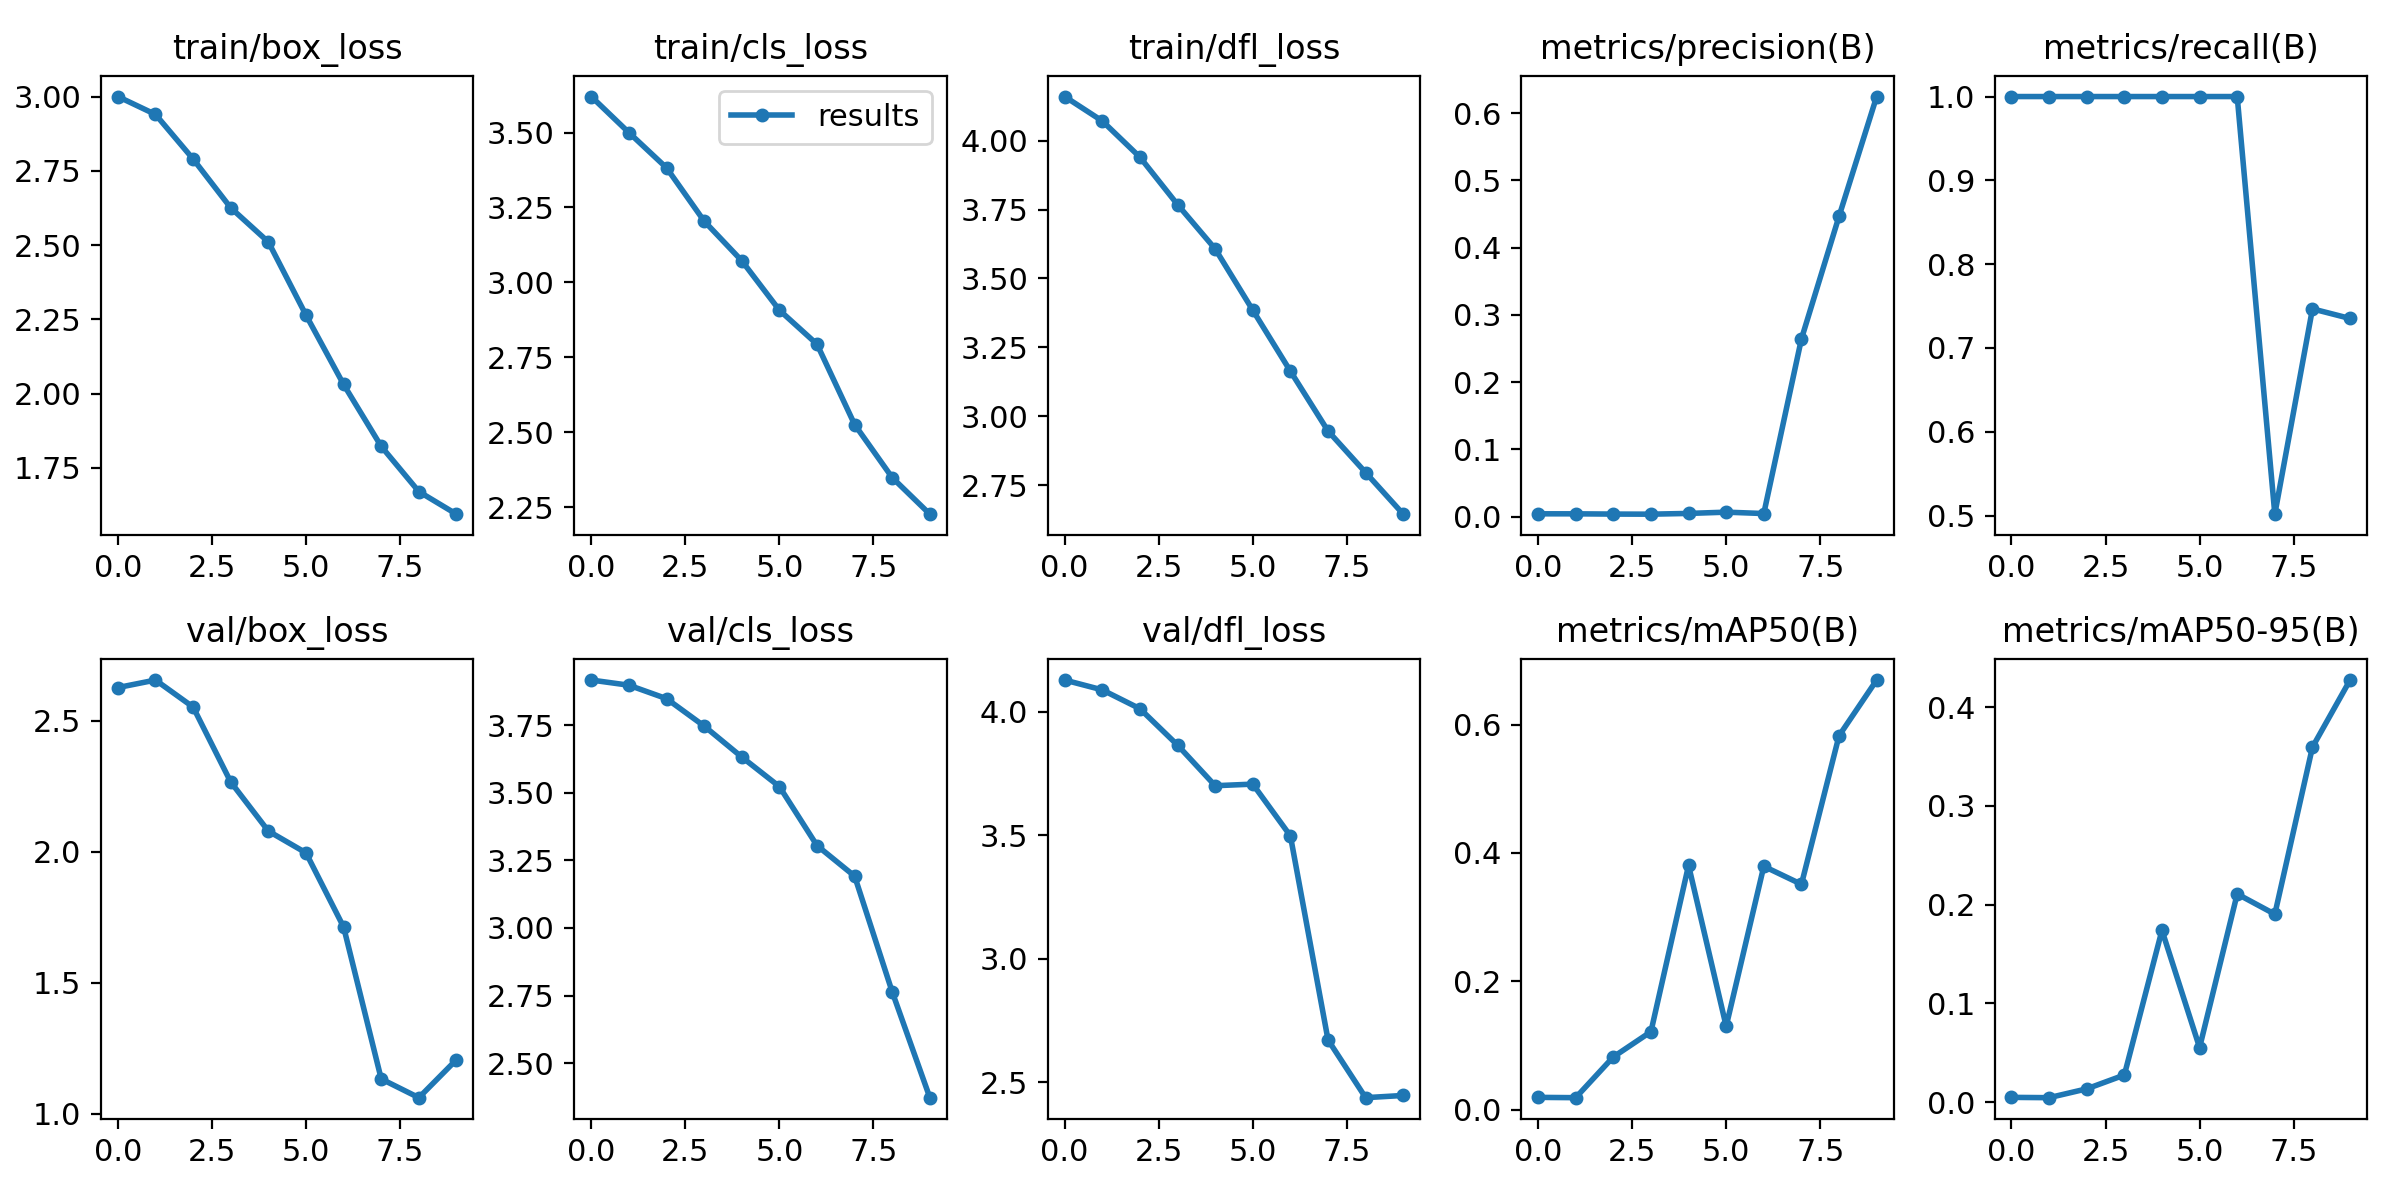 train/box_loss
3.00
2.75
2.50
2.25
2.00
1.75
0.0 2.5 5.0 7.5
train/cls_loss
results
3.50
3.25
3.00
2.75
2.50
2.25
0.0 2.5 5.0 7.5
train/dfl_loss
4.00
3.75
3.50
3.25
3.00
2.75
0.0 2.5 5.0 7.5
metrics/precision(B)
0.6
0.5
0.4
0.3
0.2
0.1
0.0
0.0 2.5 5.0 7.5
metrics/recall(B)
1.0
0.9
0.8
0.7
0.6
0.5
0.0 2.5 5.0 7.5
val/box_loss
2.5
2.0
1.5
1.0
0.0 2.5 5.0 7.5
val/cls_loss
3.75
3.50
3.25
3.00
2.75
2.50
0.0 2.5 5.0 7.5
val/dfl_loss
4.0
3.5
3.0
2.5
0.0 2.5 5.0 7.5
metrics/mAP50(B)
0.6
0.4
0.2
0.0
0.0 2.5 5.0 7.5
metrics/mAP50-95(B)
0.4
0.3
0.2
0.1
0.0
0.0 2.5 5.0 7.5